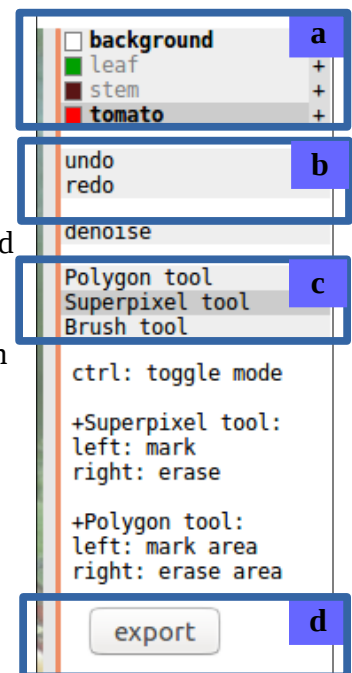 a
background
leaf +
stem +
tomato +
b
undo
redo
denoise
d
c
Polygon tool
Superpixel tool
Brush tool
n
ctrl: toggle mode
+Superpixel tool:
left: mark
right: erase
+Polygon tool:
left: mark area
right: erase area
d
export